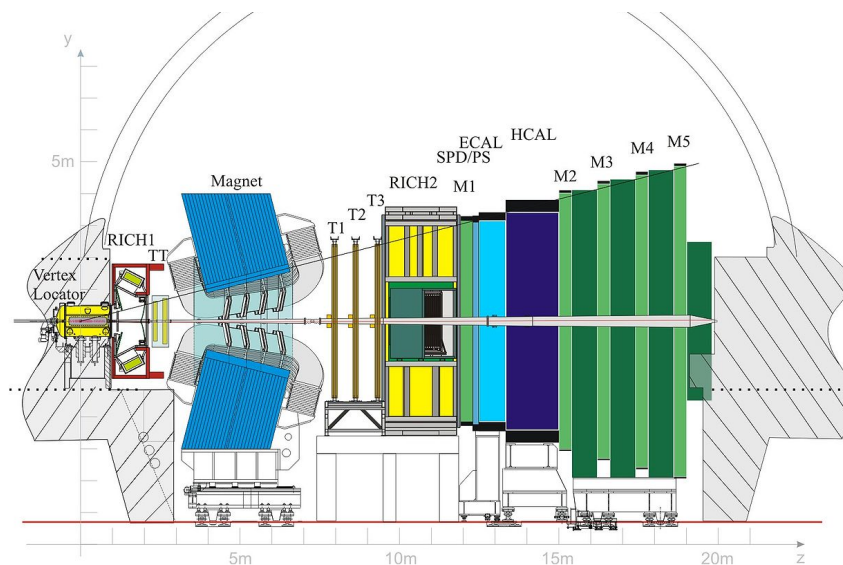 y
5m
ECAL
HCAL
SPD/PS
M5
M4
M3
M2
M1
RICH2
Magnet
T3
T2
T1
RICH1
TT
Vertex
Locator
5m
10m
15m
20m
z